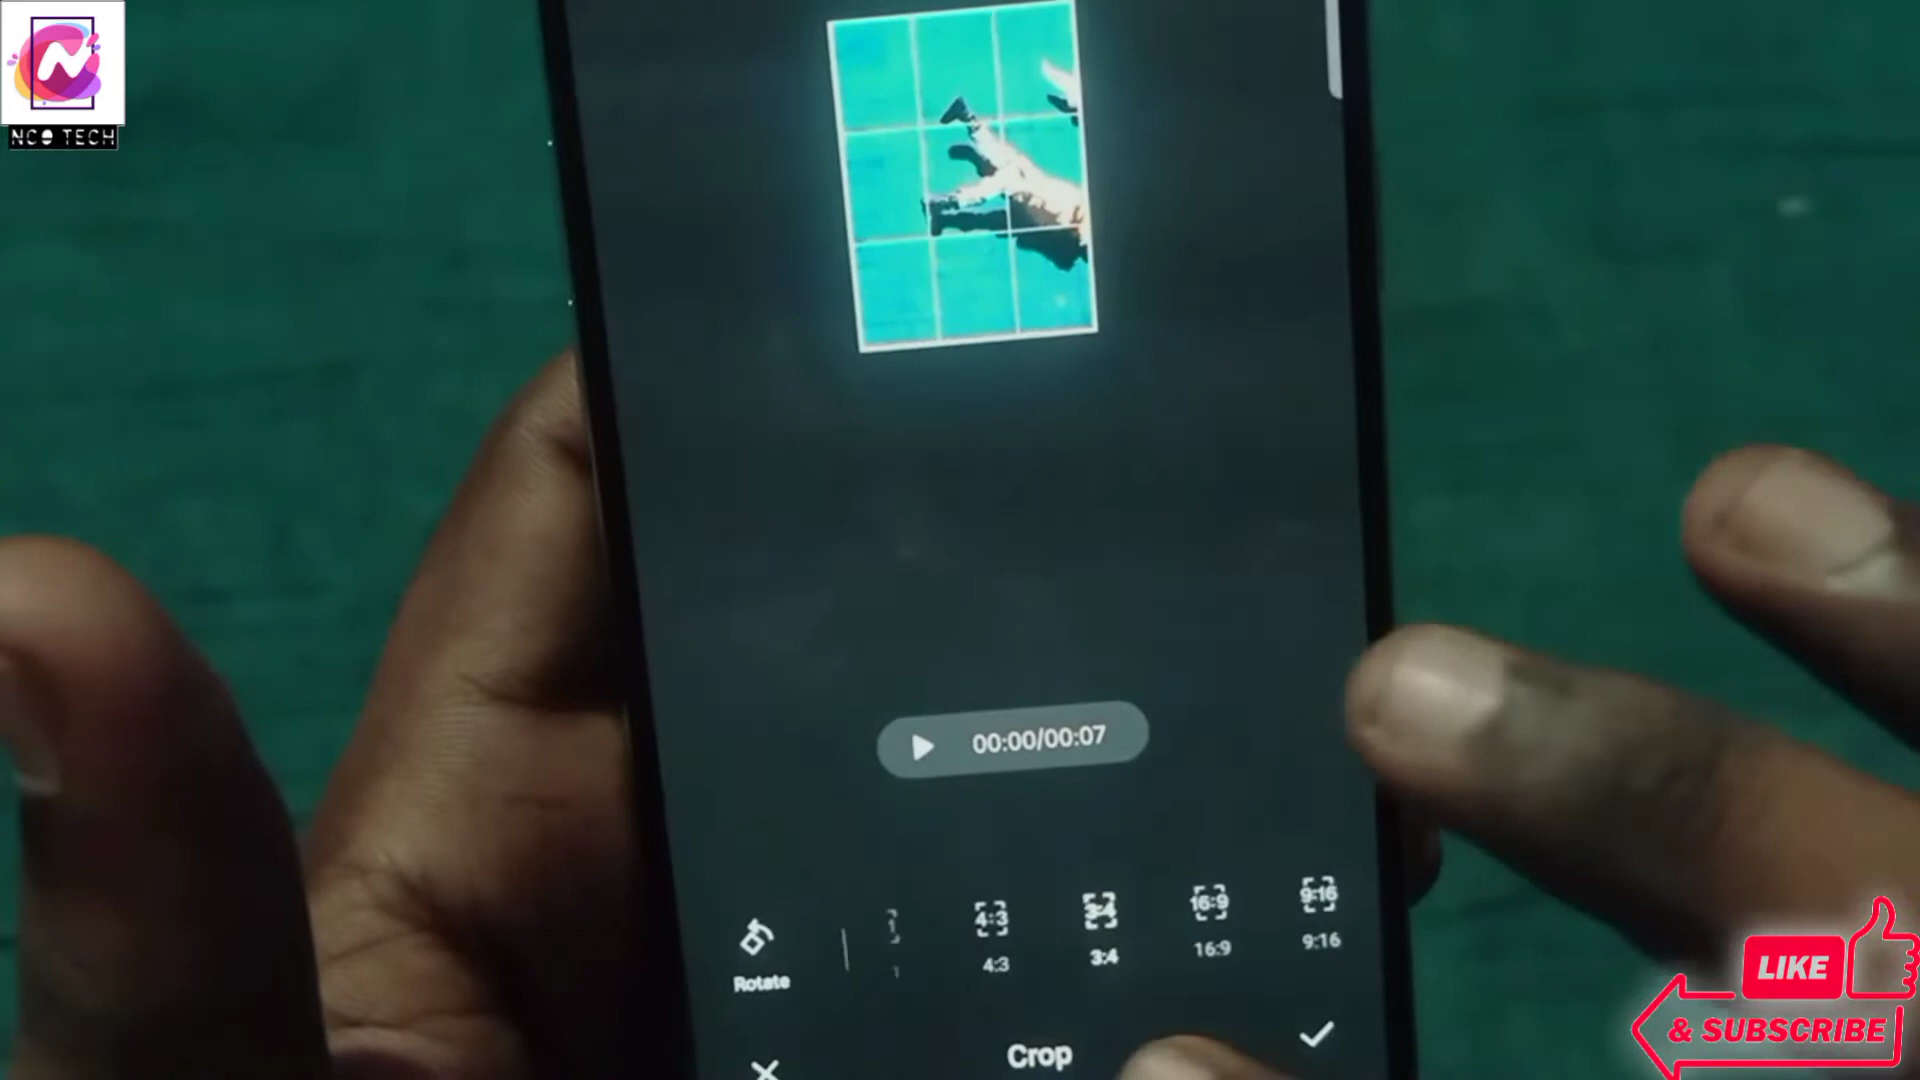 NCO TECH
00:00/00:07
4:3
3:4
16:9
9:16
Rotate
4:3
3:4
16:9
9:16
Crop
LIKE
& SUBSCRIBE